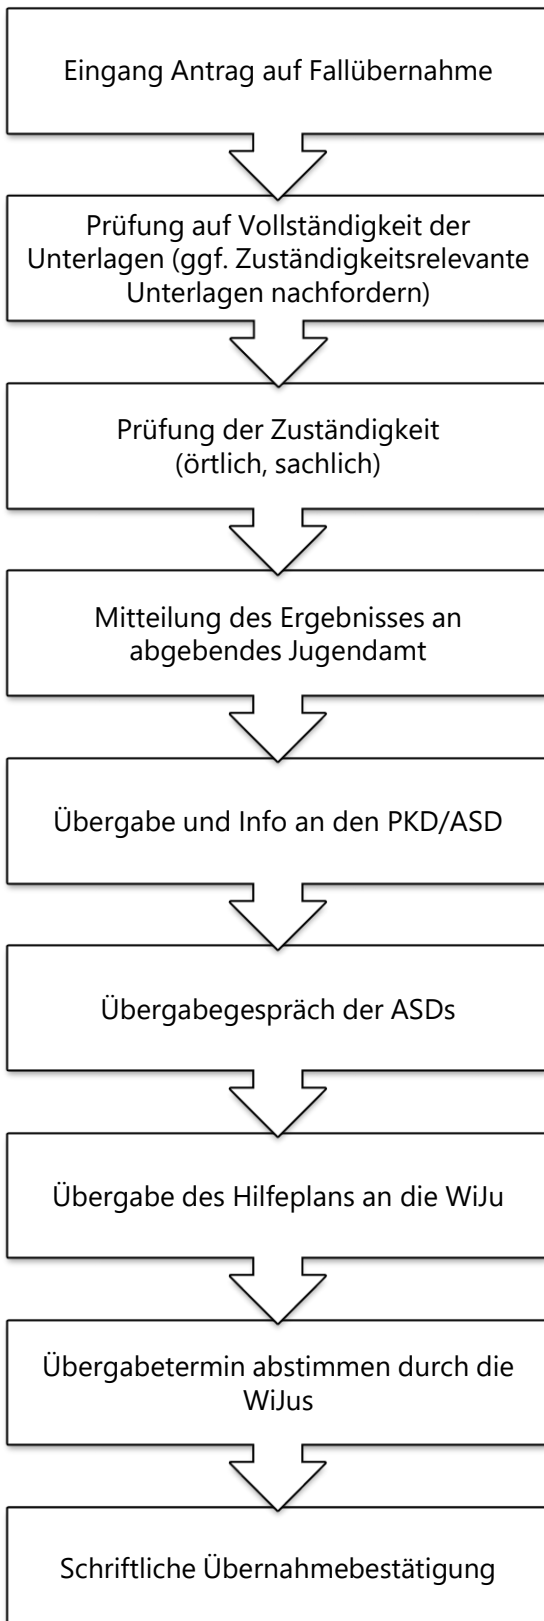 Eingang Antrag auf Fallübernahme
Prüfung auf Vollständigkeit der
Unterlagen (ggf. Zuständigkeitsrelevante
Unterlagen nachfordern)
Prüfung der Zuständigkeit
(örtlich, sachlich)
Mitteilung des Ergebnisses an
abgebendes Jugendamt
Übergabe und Info an den PKD/ASD
Übergabegespräch der ASDs
Übergabe des Hilfeplans an die WiJu
Übergabetermin abstimmen durch die
WiJus
Schriftliche Übernahmebestätigung